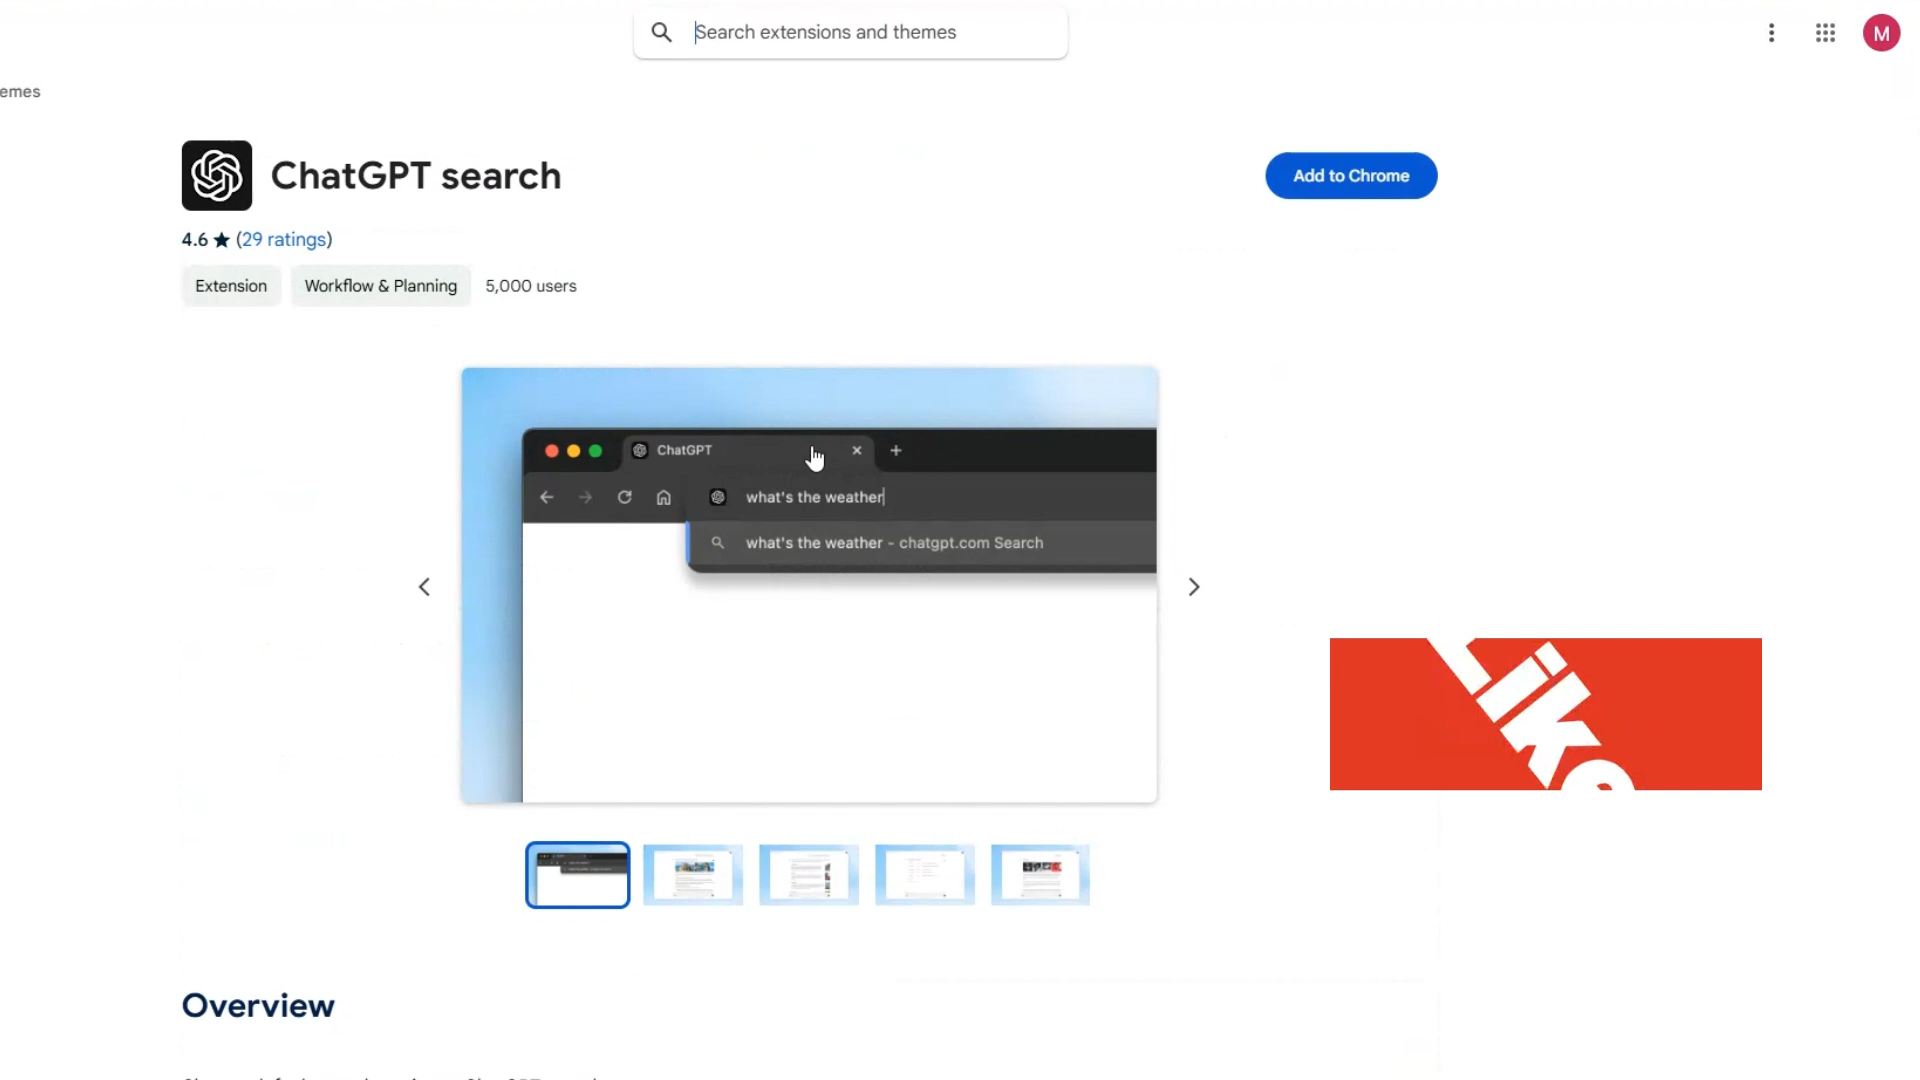 Search extensions and themes
M
emes
ChatGPT search
Add to Chrome
4.6 ★ (29 ratings)
Extension
Workflow & Planning
5,000 users
ChatGPT
what's the weather
what's the weather - chatgpt.com Search
Like
Overview